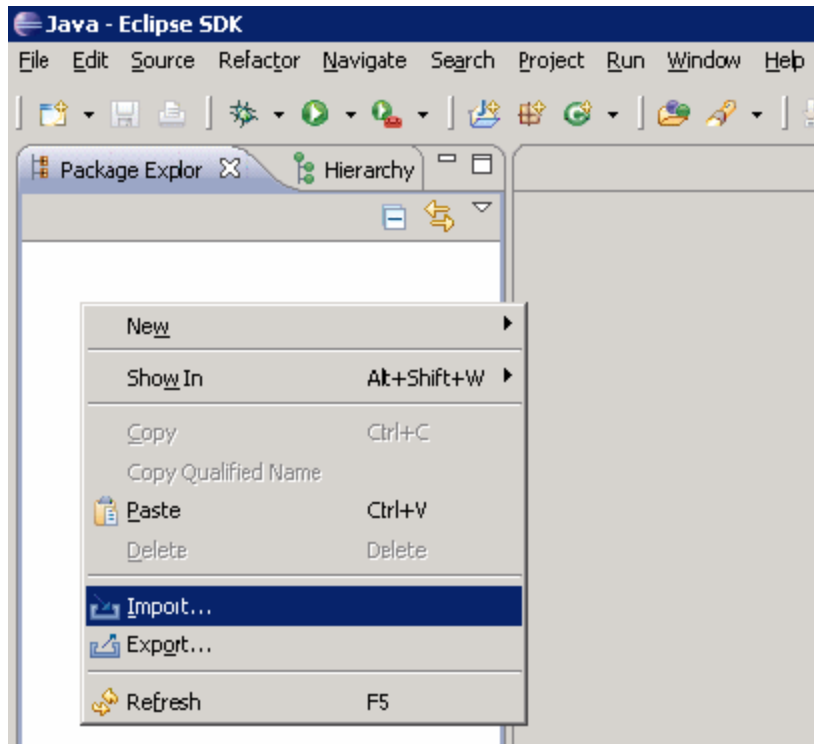 Java - Eclipse SDK
File Edit Source Refactor Navigate Search Project Run Window Help
Package Explor Hierarchy
New
Show In Alt+Shift+W
Copy Ctrl+C
Copy Qualified Name
Paste Ctrl+V
Delete Delete
Import...
Export...
Refresh F5